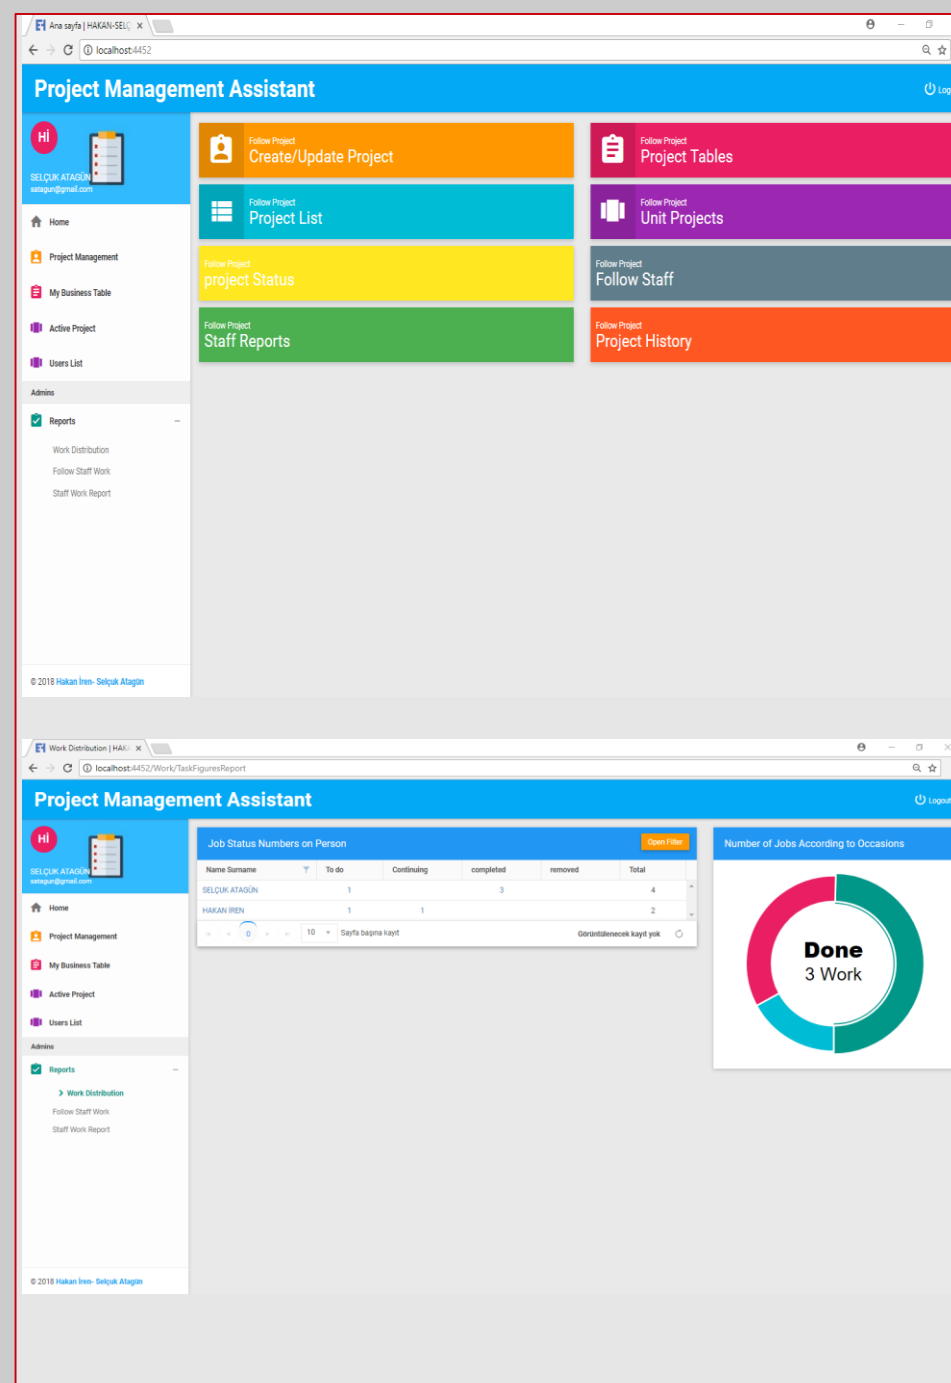 Ana sayfa | HAKAN-SELÇ
localhost:4452
Project Management Assistant
Log
Hİ
SELÇUK ATAGÜN
satagun@gmail.com
Home
Project Management
My Business Table
Active Project
Users List
Admins
Reports
Work Distribution
Follow Staff Work
Staff Work Report
© 2018 Hakan İren- Selçuk Atagün
Follow Project
Create/Update Project
Follow Project
Project Tables
Follow Project
Project List
Follow Project
Unit Projects
Follow Project
project Status
Follow Project
Follow Staff
Follow Project
Staff Reports
Follow Project
Project History
Work Distribution | HAK
localhost:4452/Work/TaskFiguresReport
Project Management Assistant
Logout
Hİ
SELÇUK ATAGÜN
satagun@gmail.com
Home
Project Management
My Business Table
Active Project
Users List
Admins
Reports
Work Distribution
Follow Staff Work
Staff Work Report
© 2018 Hakan İren- Selçuk Atagün
Job Status Numbers on Person
Open Filter
Name Surname To do Continuing completed removed Total
SELÇUK ATAGÜN 1 3 4
HAKAN İREN 1 1 2
0 10 Sayfa başına kayıt Görüntülenecek kayıt yok
Number of Jobs According to Occasions
Done
3 Work